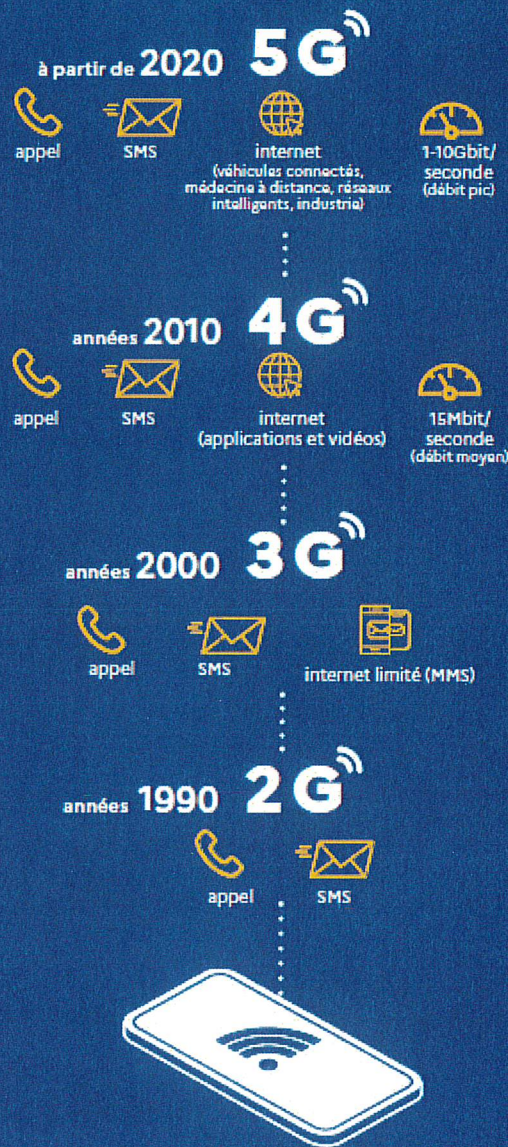 à partir de 2020 5G
appel
SMS
internet
(véhicules connectés,
médecine à distance, réseaux
intelligents, industrie)
1-10Gbit/
seconde
(débit pic)
années 2010 4G
appel
SMS
internet
(applications et vidéos)
15Mbit/
seconde
(débit moyen)
années 2000 3G
appel
SMS
internet limité (MMS)
années 1990 2G
appel
SMS